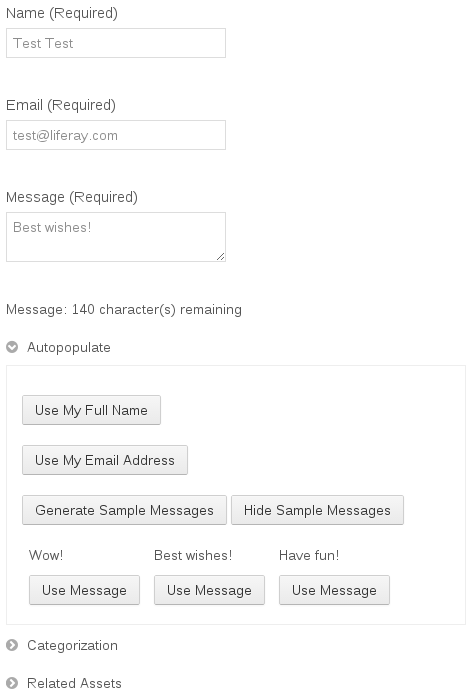 Name (Required)
Test Test
Email (Required)
test@liferay.com
Message (Required)
Best wishes!
Message: 140 character(s) remaining
Autopopulate
Use My Full Name
Use My Email Address
Generate Sample Messages Hide Sample Messages
Wow! Best wishes! Have fun!
Use Message Use Message Use Message
Categorization
Related Assets